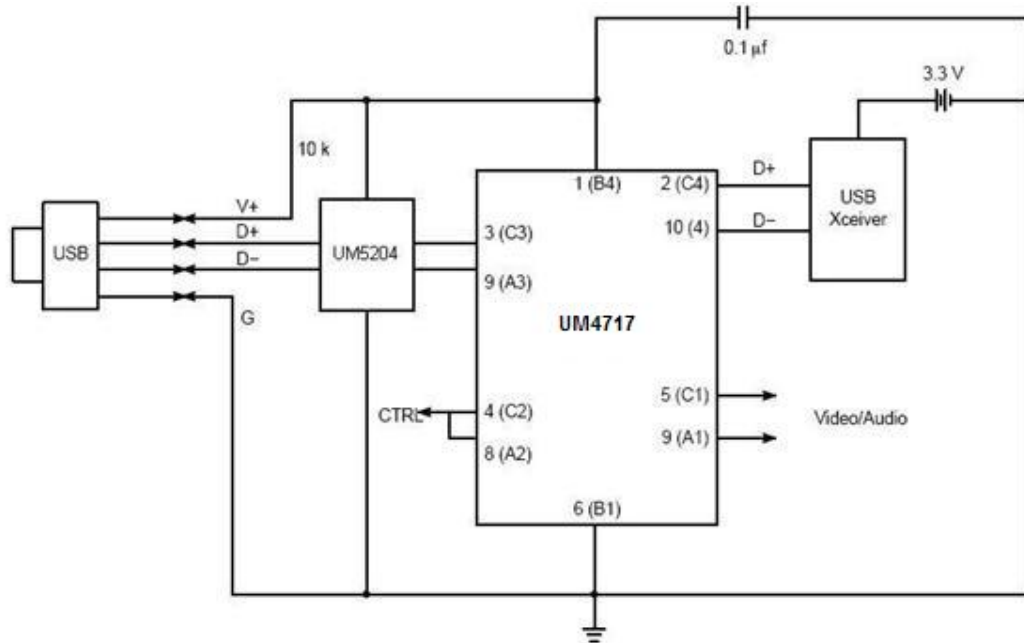 0.1 µf
3.3 V
10 k
1 (B4)
2 (C4)
D+
USB
Xceiver
V+
D+
3 (C3)
10 (4)
D−
USB
UM5204
D−
9 (A3)
G
UM4717
CTRL
4 (C2)
5 (C1)
Video/Audio
8 (A2)
9 (A1)
6 (B1)